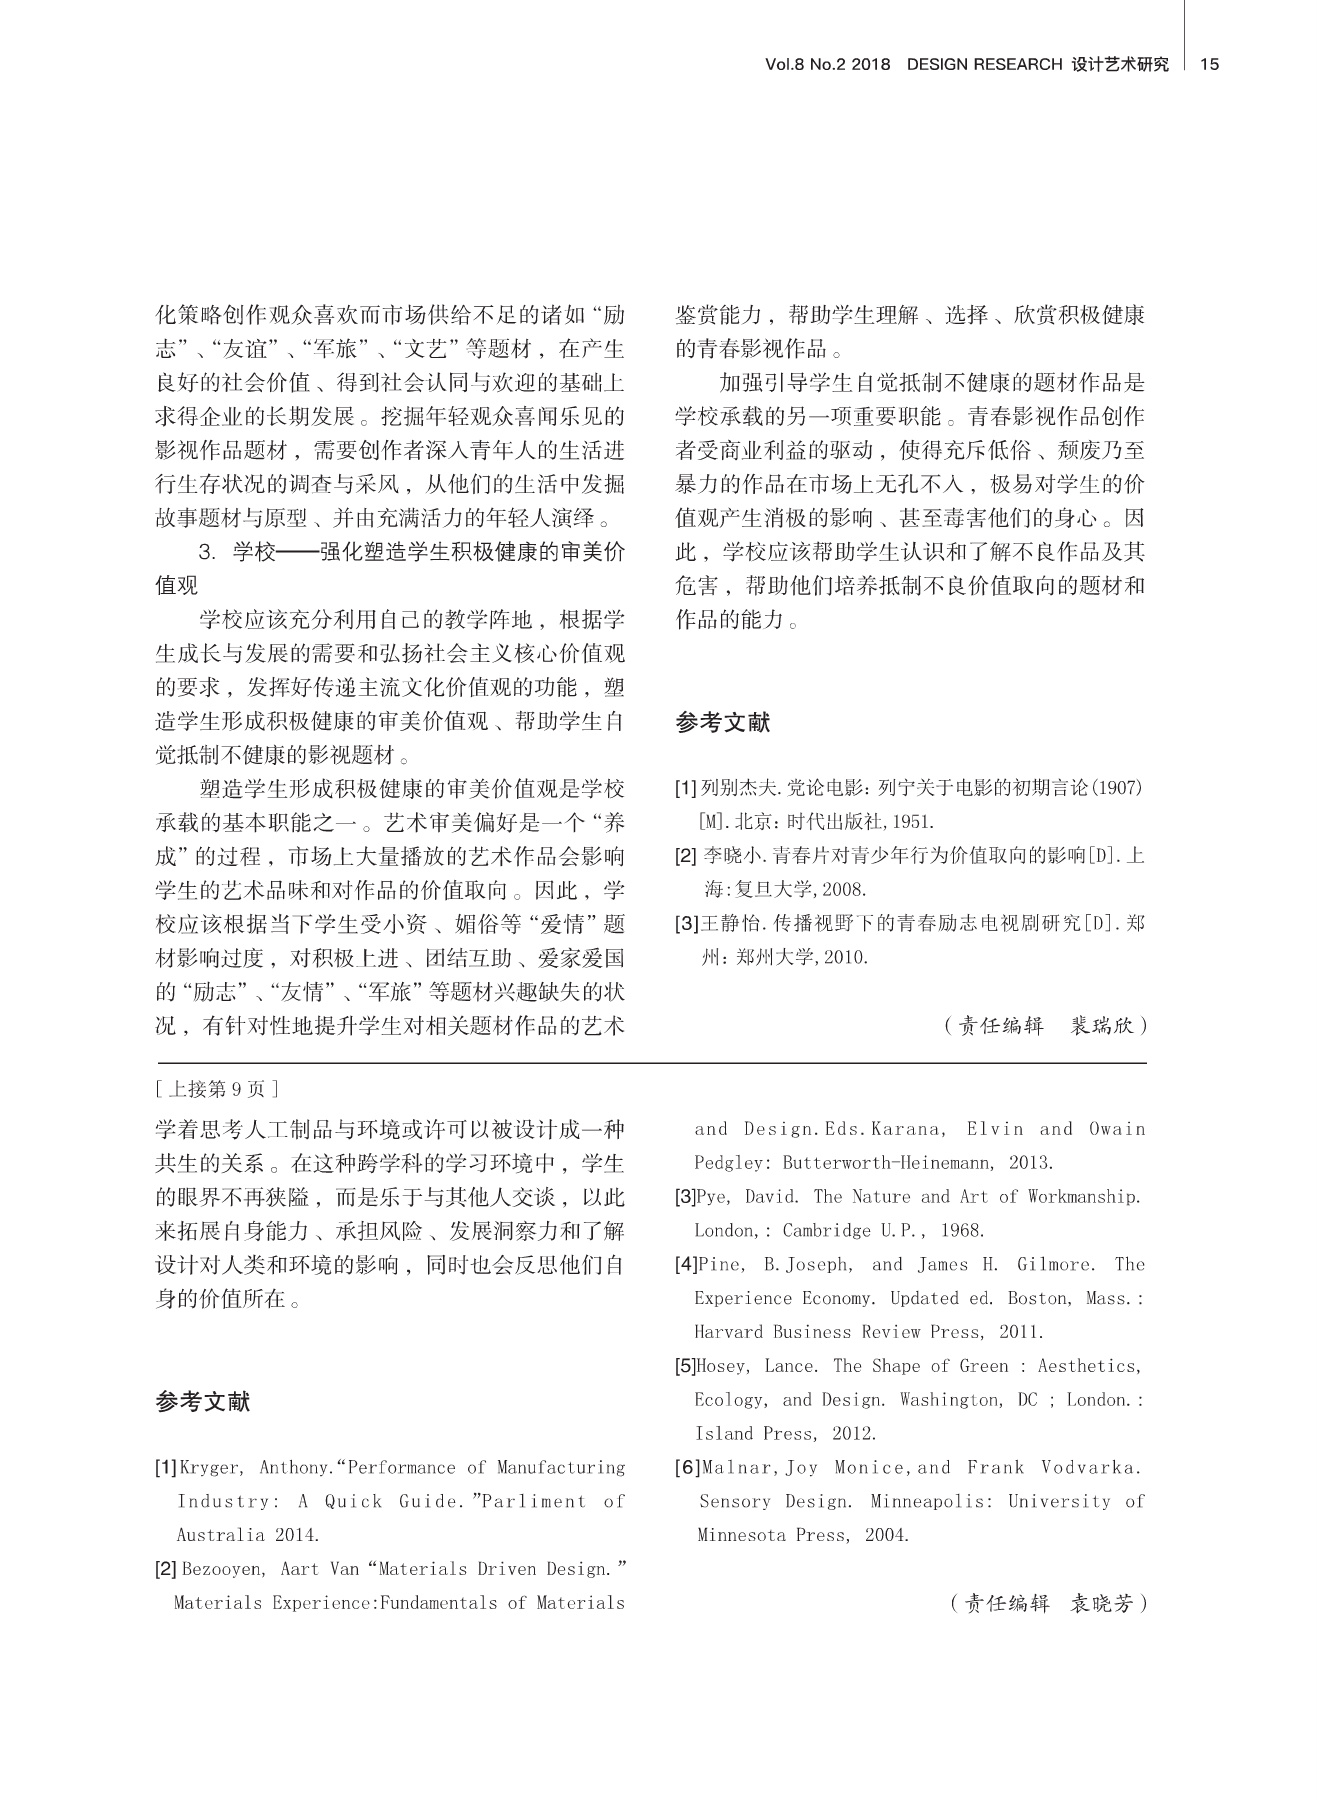 Vol.8 No.2 2018 DESIGN RESEARCH 设计艺术研究 15
化策略创作观众喜欢而市场供给不足的诸如“励
志”、“友谊”、“军旅”、“文艺”等题材，在产生
良好的社会价值、得到社会认同与欢迎的基础上
求得企业的长期发展。挖掘年轻观众喜闻乐见的
影视作品题材，需要创作者深入青年人的生活进
行生存状况的调查与采风，从他们的生活中发掘
故事题材与原型、并由充满活力的年轻人演绎。
3. 学校——强化塑造学生积极健康的审美价
值观
学校应该充分利用自己的教学阵地，根据学
生成长与发展的需要和弘扬社会主义核心价值观
的要求，发挥好传递主流文化价值观的功能，塑
造学生形成积极健康的审美价值观、帮助学生自
觉抵制不健康的影视题材。
塑造学生形成积极健康的审美价值观是学校
承载的基本职能之一。艺术审美偏好是一个“养
成”的过程，市场上大量播放的艺术作品会影响
学生的艺术品味和对作品的价值取向。因此，学
校应该根据当下学生受小资、媚俗等“爱情”题
材影响过度，对积极上进、团结互助、爱家爱国
的“励志”、“友情”、“军旅”等题材兴趣缺失的状
况，有针对性地提升学生对相关题材作品的艺术
鉴赏能力，帮助学生理解、选择、欣赏积极健康
的青春影视作品。
加强引导学生自觉抵制不健康的题材作品是
学校承载的另一项重要职能。青春影视作品创作
者受商业利益的驱动，使得充斥低俗、颓废乃至
暴力的作品在市场上无孔不入，极易对学生的价
值观产生消极的影响、甚至毒害他们的身心。因
此，学校应该帮助学生认识和了解不良作品及其
危害，帮助他们培养抵制不良价值取向的题材和
作品的能力。
参考文献
[1]列别杰夫.党论电影：列宁关于电影的初期言论(1907)
[M].北京：时代出版社,1951.
[2] 李晓小.青春片对青少年行为价值取向的影响[D].上
海:复旦大学,2008.
[3]王静怡.传播视野下的青春励志电视剧研究[D].郑
州：郑州大学,2010.
（责任编辑 裴瑞欣）
[ 上接第 9 页 ]
学着思考人工制品与环境或许可以被设计成一种
共生的关系。在这种跨学科的学习环境中，学生
的眼界不再狭隘，而是乐于与其他人交谈，以此
来拓展自身能力、承担风险、发展洞察力和了解
设计对人类和环境的影响，同时也会反思他们自
身的价值所在。
参考文献
[1]Kryger, Anthony.“Performance of Manufacturing
Industry: A Quick Guide.”Parliment of
Australia 2014.
[2] Bezooyen, Aart Van “Materials Driven Design.”
Materials Experience:Fundamentals of Materials
and Design.Eds.Karana, Elvin and Owain
Pedgley: Butterworth-Heinemann, 2013.
[3]Pye, David. The Nature and Art of Workmanship.
London,: Cambridge U.P., 1968.
[4]Pine, B.Joseph, and James H. Gilmore. The
Experience Economy. Updated ed. Boston, Mass.:
Harvard Business Review Press, 2011.
[5]Hosey, Lance. The Shape of Green : Aesthetics,
Ecology, and Design. Washington, DC ; London.:
Island Press, 2012.
[6]Malnar,Joy Monice,and Frank Vodvarka.
Sensory Design. Minneapolis: University of
Minnesota Press, 2004.
（责任编辑 袁晓芳）